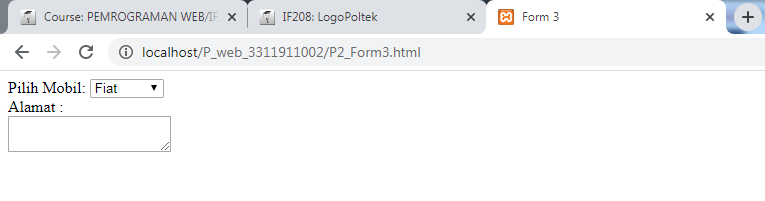 Course: PEMROGRAMAN WEB/IF
IF208: LogoPoltek
Form 3
localhost/P_web_3311911002/P2_Form3.html
Pilih Mobil: Fiat
Alamat :